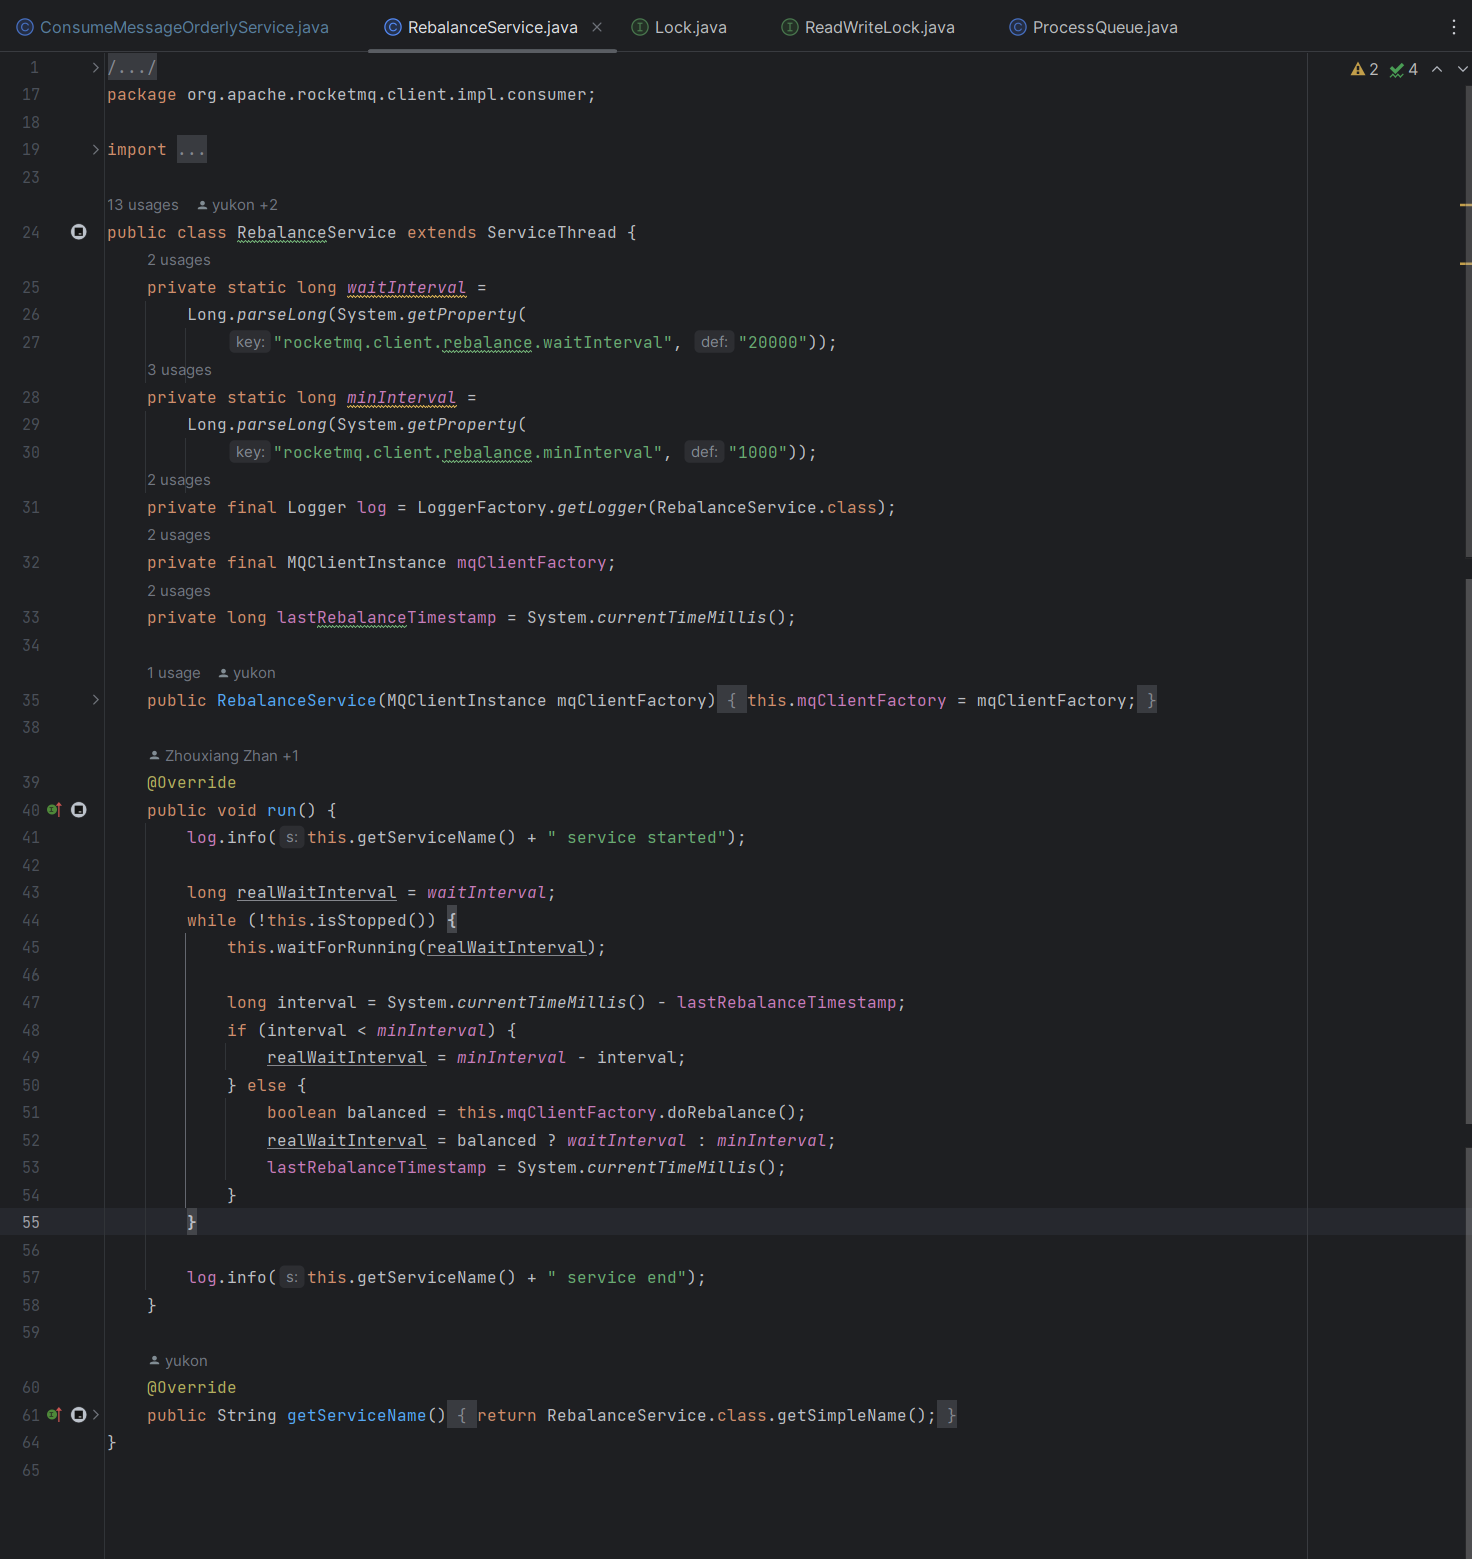 ConsumeMessageOrderlyService.java RebalanceService.java Lock.java ReadWriteLock.java ProcessQueue.java
1 /.../ 2 4
17 package org.apache.rocketmq.client.impl.consumer;
18
19 import ...
23
13 usages yukon +2
24 public class RebalanceService extends ServiceThread {
2 usages
25 private static long waitInterval =
26 Long.parseLong(System.getProperty(
27 key: "rocketmq.client.rebalance.waitInterval", def: "20000"));
3 usages
28 private static long minInterval =
29 Long.parseLong(System.getProperty(
30 key: "rocketmq.client.rebalance.minInterval", def: "1000"));
2 usages
31 private final Logger log = LoggerFactory.getLogger(RebalanceService.class);
2 usages
32 private final MQClientInstance mqClientFactory;
2 usages
33 private long lastRebalanceTimestamp = System.currentTimeMillis();
34
1 usage yukon
35 public RebalanceService(MQClientInstance mqClientFactory) { this.mqClientFactory = mqClientFactory; }
38
Zhouxiang Zhan +1
39 @Override
40 public void run() {
41 log.info( s: this.getServiceName() + " service started");
42
43 long realWaitInterval = waitInterval;
44 while (!this.isStopped()) {
45 this.waitForRunning(realWaitInterval);
46
47 long interval = System.currentTimeMillis() - lastRebalanceTimestamp;
48 if (interval < minInterval) {
49 realWaitInterval = minInterval - interval;
50 } else {
51 boolean balanced = this.mqClientFactory.doRebalance();
52 realWaitInterval = balanced ? waitInterval : minInterval;
53 lastRebalanceTimestamp = System.currentTimeMillis();
54 }
55 }
56
57 log.info( s: this.getServiceName() + " service end");
58 }
59
yukon
60 @Override
61 public String getServiceName() { return RebalanceService.class.getSimpleName(); }
64 }
65